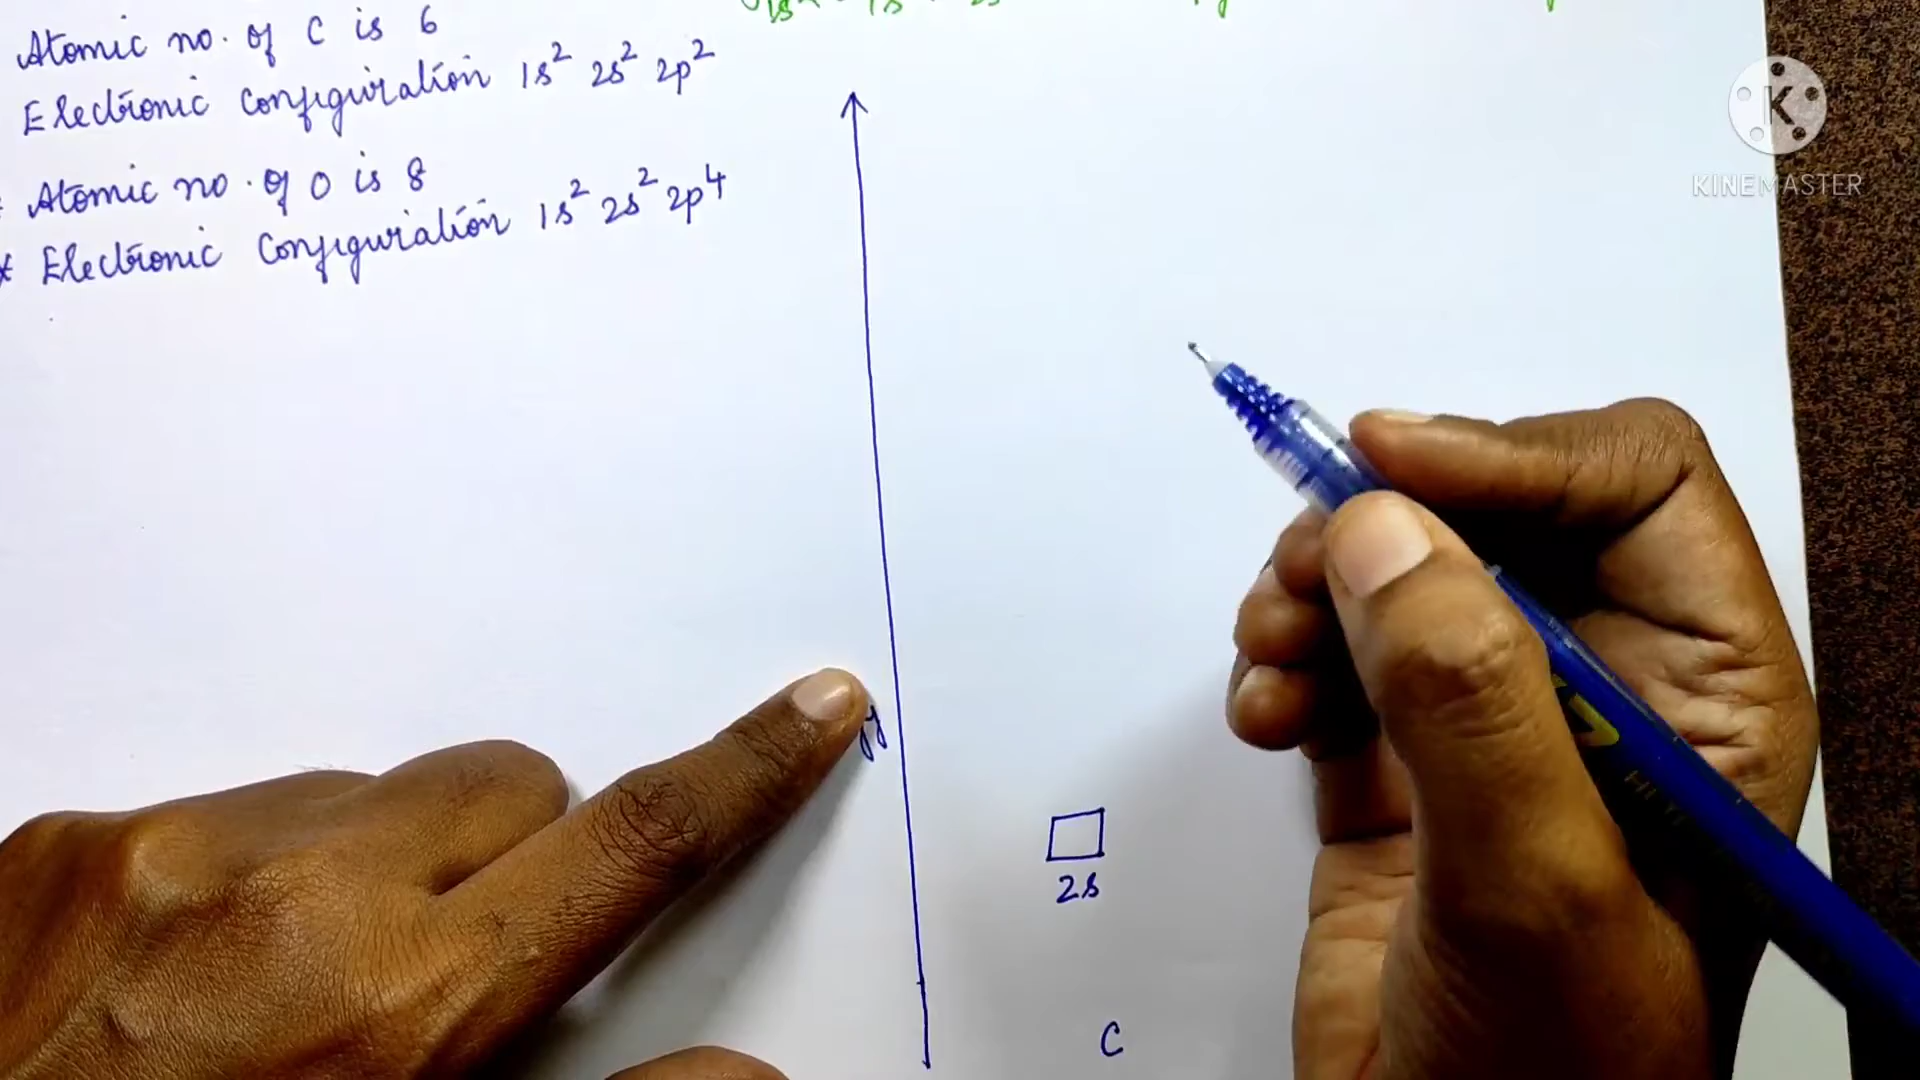 Atomic no. of C is 6
Electronic Configuration 1s² 2s² 2p²
Atomic no. of O is 8
* Electronic Configuration 1s² 2s² 2p⁴
K
KINEMASTER
2s
C